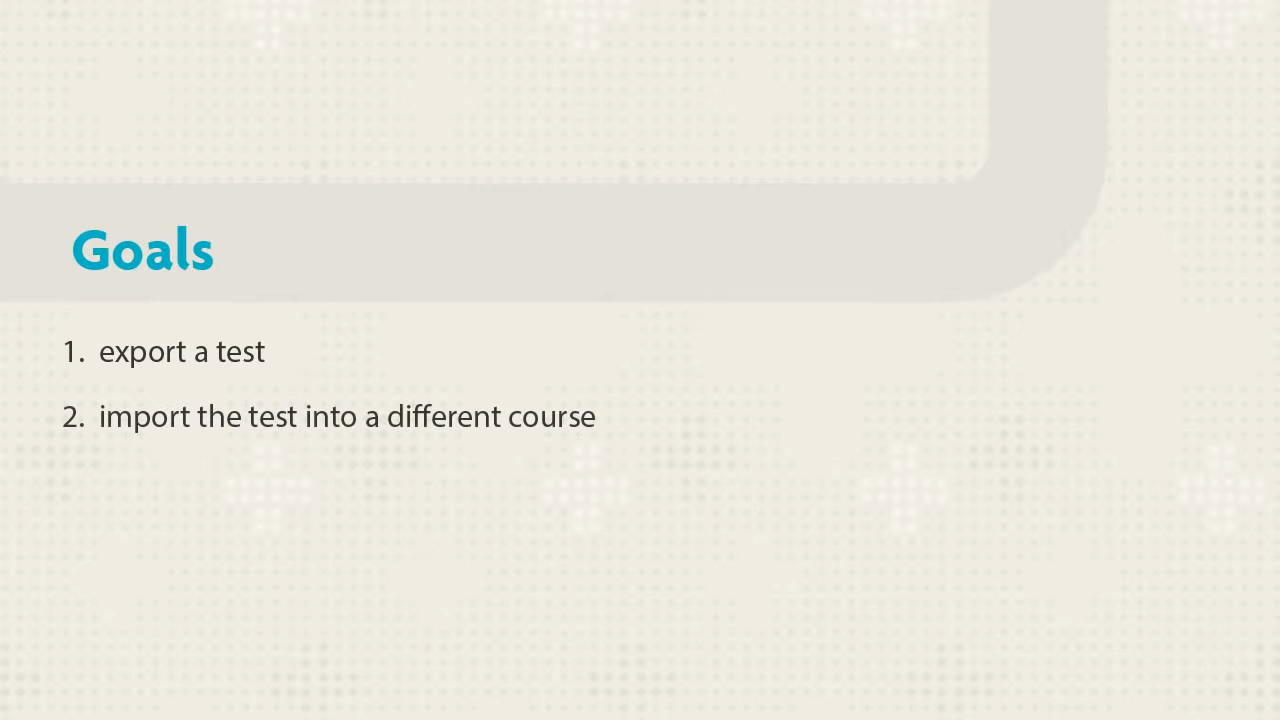 Goals
1. export a test
2. import the test into a different course